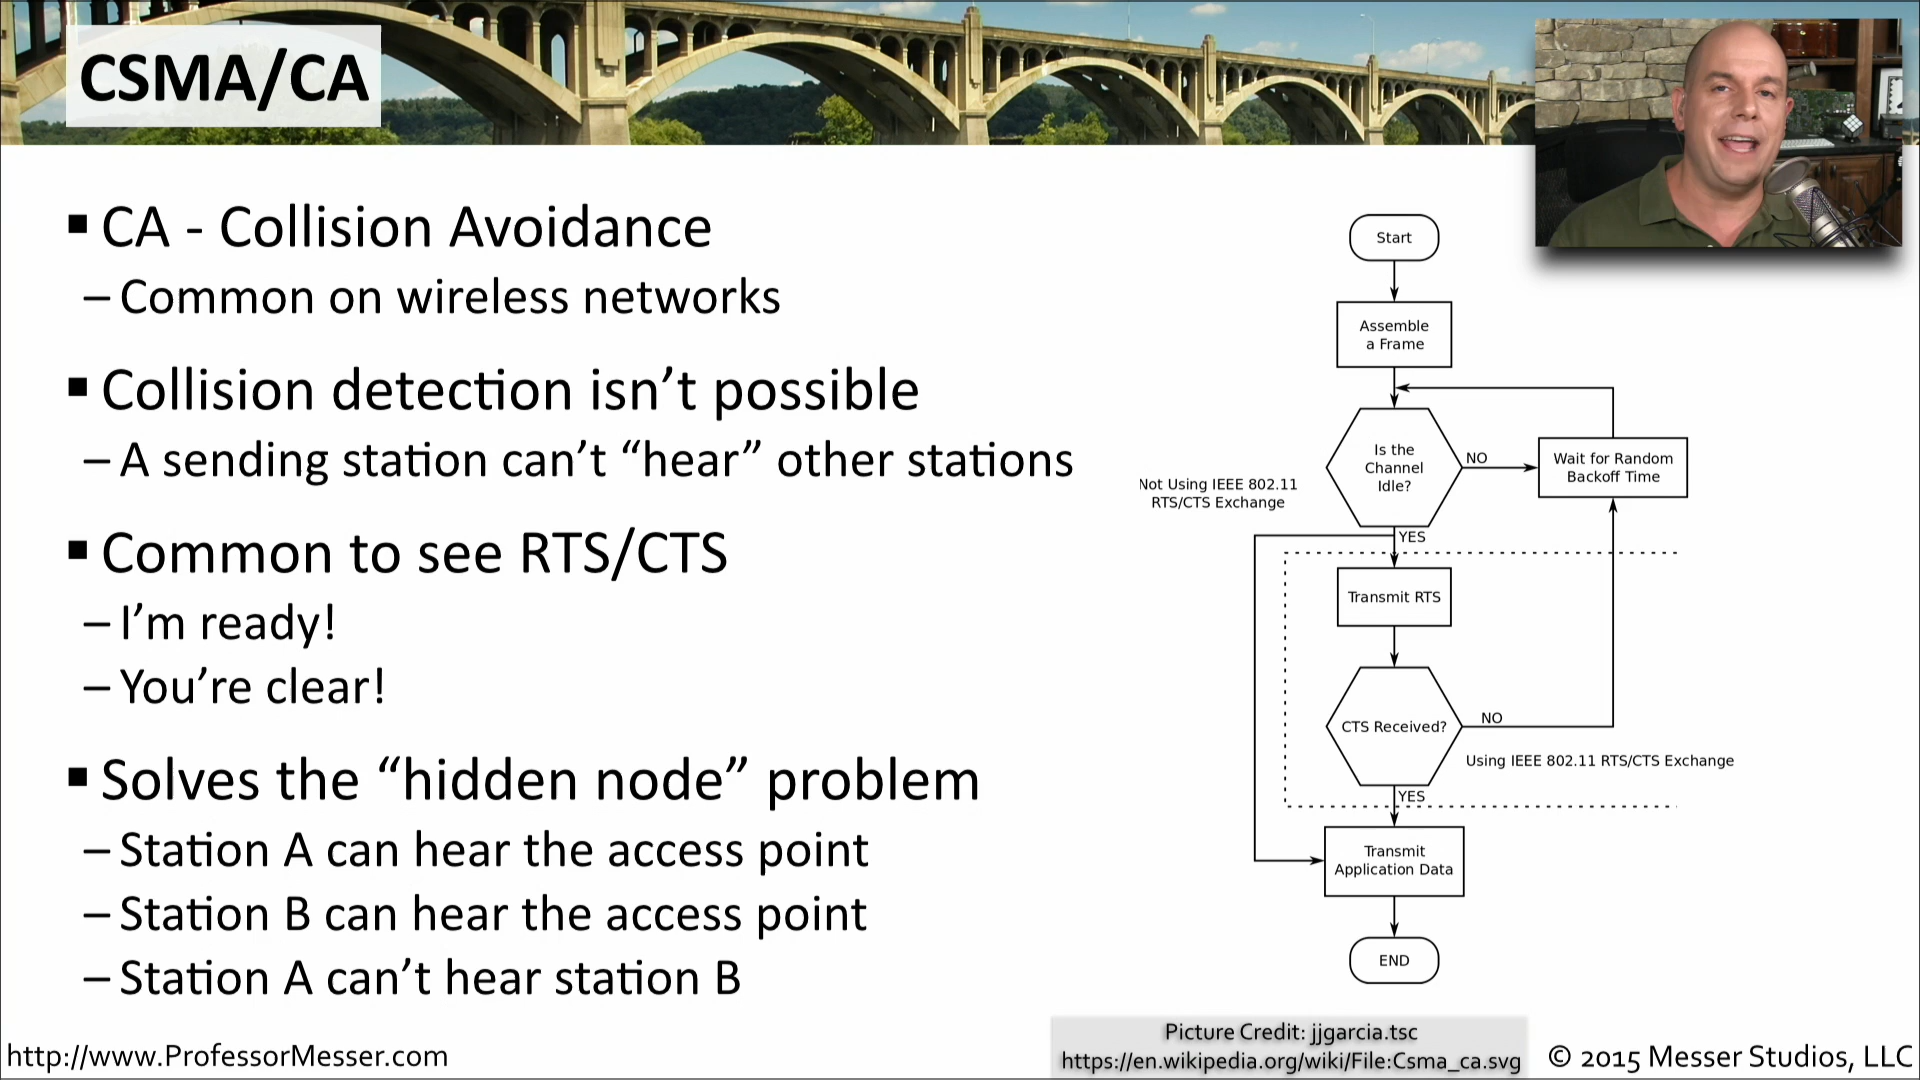 CSMA/CA
▪ CA - Collision Avoidance
– Common on wireless networks
▪ Collision detection isn’t possible
– A sending station can’t “hear” other stations
▪ Common to see RTS/CTS
– I’m ready!
– You’re clear!
▪ Solves the “hidden node” problem
– Station A can hear the access point
– Station B can hear the access point
– Station A can’t hear station B
Start
Assemble
a Frame
Is the
Channel
Idle?
NO
Wait for Random
Backoff Time
Not Using IEEE 802.11
RTS/CTS Exchange
YES
Transmit RTS
CTS Received?
NO
Using IEEE 802.11 RTS/CTS Exchange
YES
Transmit
Application Data
END
http://www.ProfessorMesser.com
Picture Credit: jjgarcia.tsc
https://en.wikipedia.org/wiki/File:Csma_ca.svg
© 2015 Messer Studios, LLC